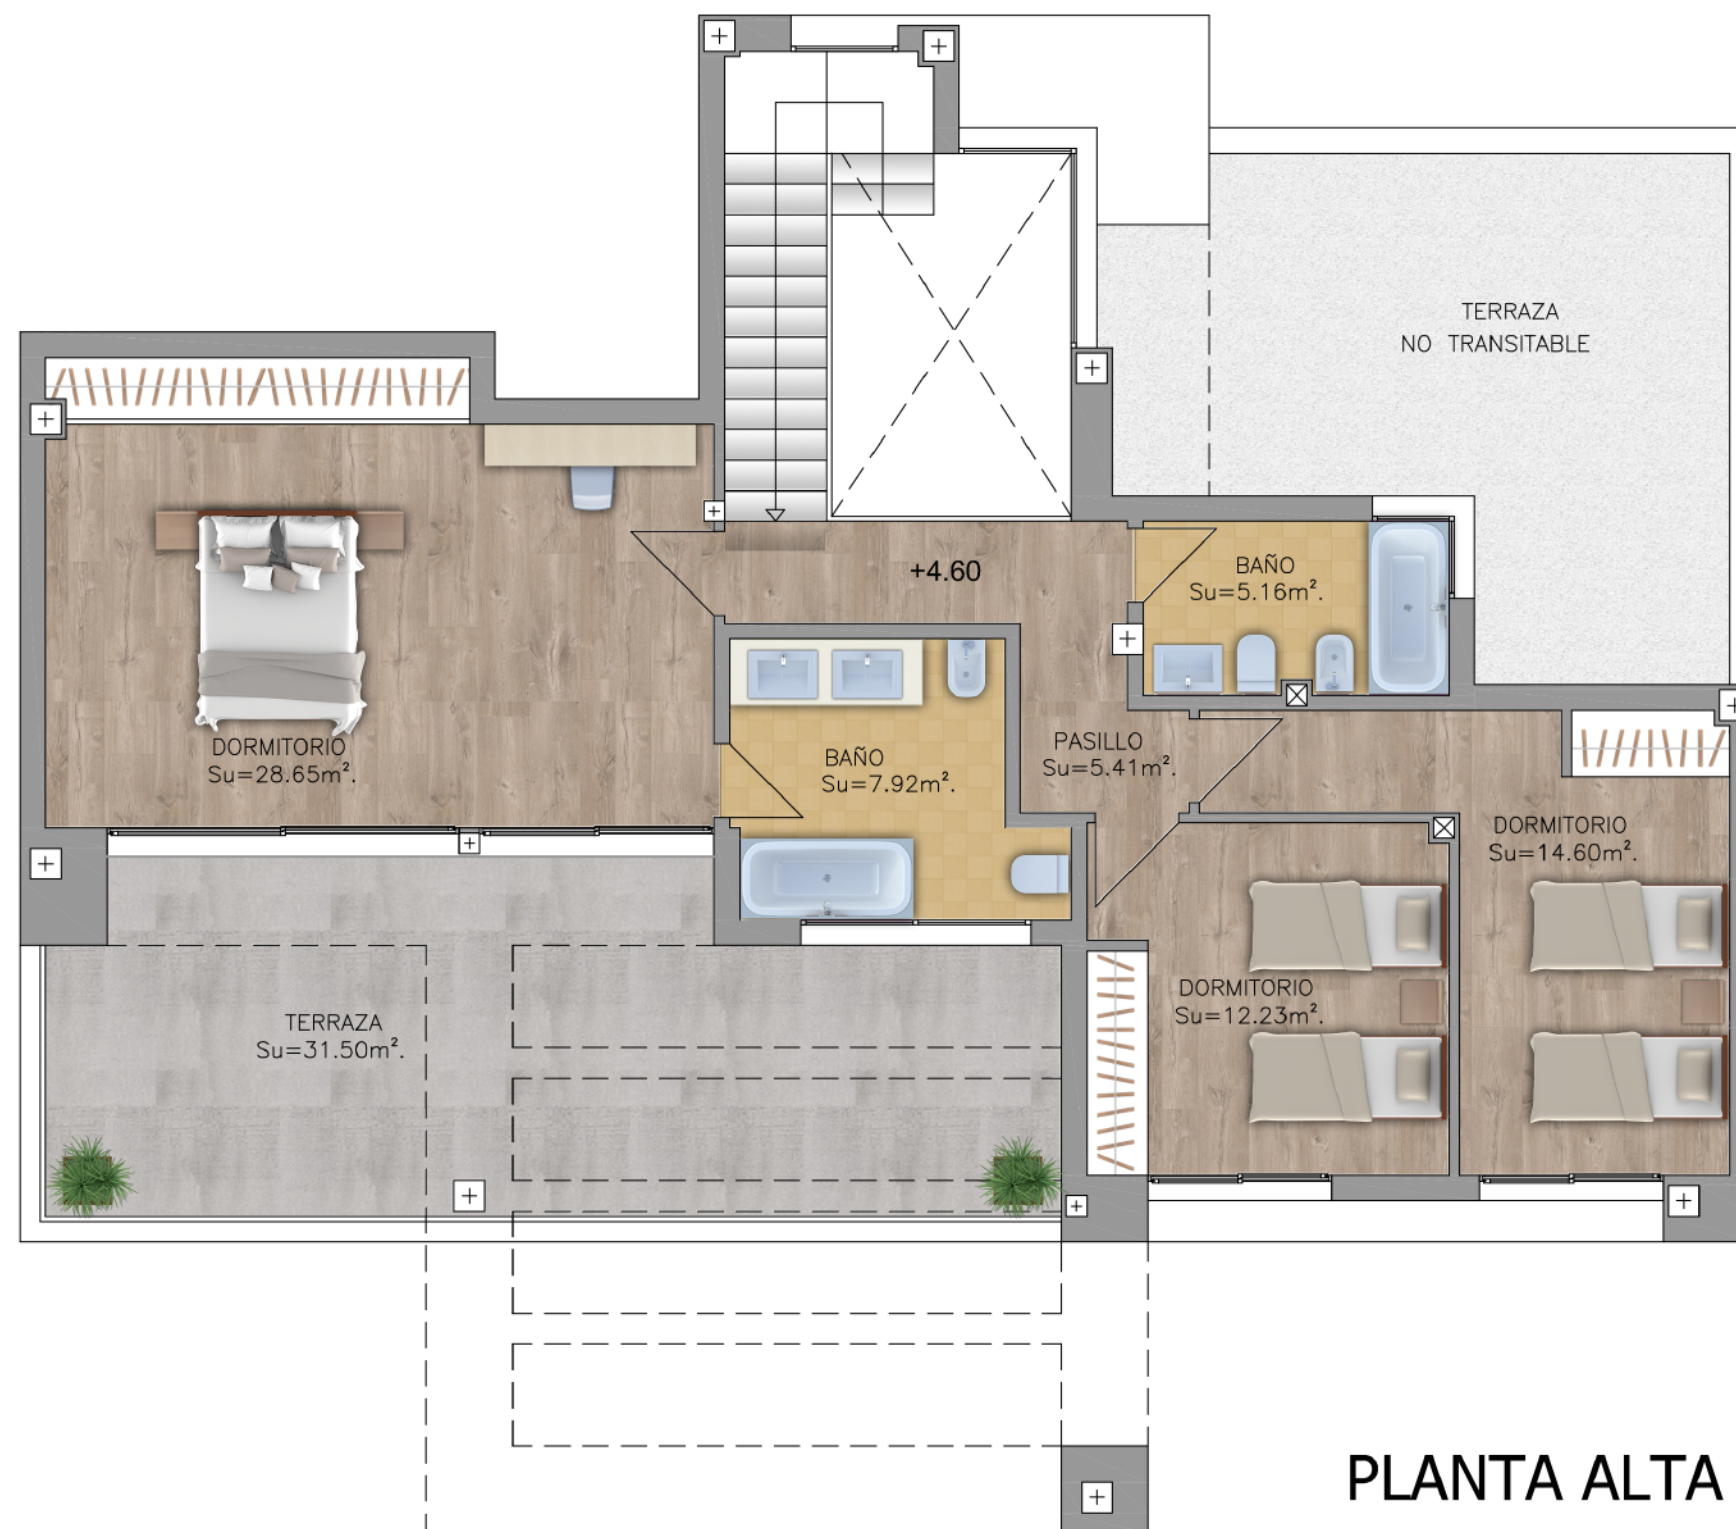 TERRAZA
NO TRANSITABLE
+4.60
BAÑO
Su=5.16m².
DORMITORIO
Su=28.65m².
BAÑO
Su=7.92m².
PASILLO
Su=5.41m².
DORMITORIO
Su=14.60m².
DORMITORIO
Su=12.23m².
TERRAZA
Su=31.50m².
PLANTA ALTA